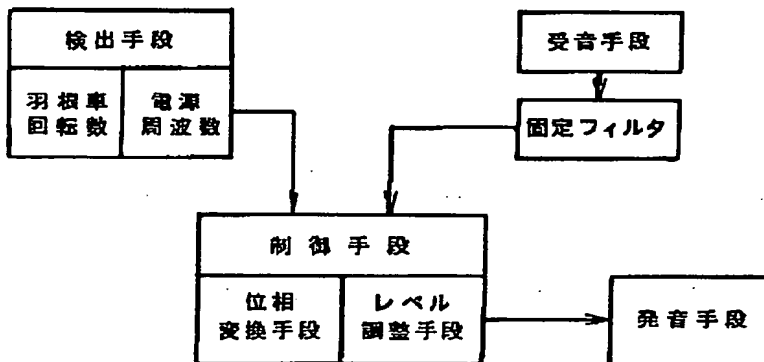 検出手段
羽根車
回転数
電源
周波数
受音手段
固定フィルタ
制御手段
位相
変換手段
レベル
調整手段
発音手段